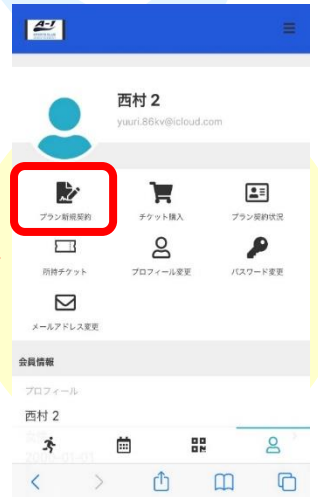 A-J
西村 2
yuuri.86kv@icloud.com
プラン新規契約
チケット購入
プラン契約状況
所持チケット
プロフィール変更
パスワード変更
メールアドレス変更
会員情報
プロフィール
西村 2